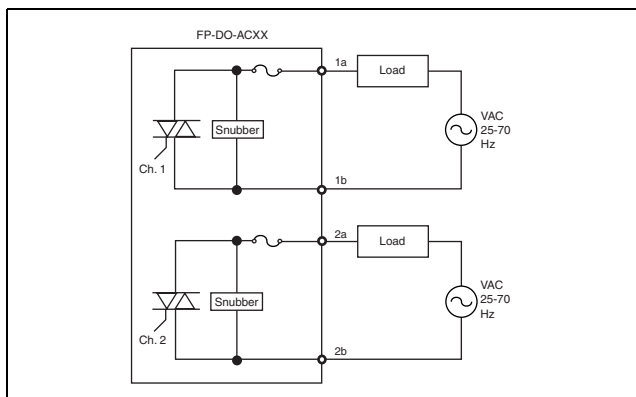 FP-DO-ACXX
1a
Load
Snubber
VAC
25-70
Hz
Ch. 1
1b
2a
Load
Snubber
VAC
25-70
Hz
Ch. 2
2b